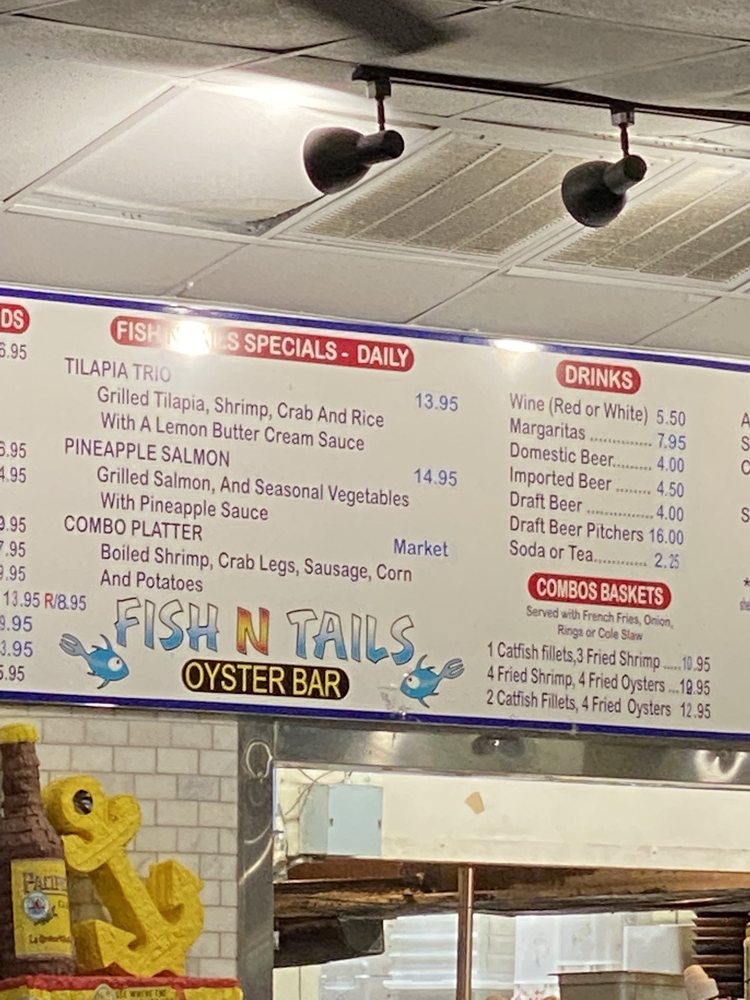 DS
6.95
6.95
4.95
9.95
7.95
9.95
13.95 R/8.95
9.95
3.95
5.95
FISH N TAILS SPECIALS - DAILY
TILAPIA TRIO
Grilled Tilapia, Shrimp, Crab And Rice 13.95
With A Lemon Butter Cream Sauce
PINEAPPLE SALMON
Grilled Salmon, And Seasonal Vegetables 14.95
With Pineapple Sauce
COMBO PLATTER
Boiled Shrimp, Crab Legs, Sausage, Corn Market
And Potatoes
FISH N TAILS
OYSTER BAR
DRINKS
Wine (Red or White) 5.50
Margaritas ............. 7.95
Domestic Beer......... 4.00
Imported Beer ........ 4.50
Draft Beer ............... 4.00
Draft Beer Pitchers 16.00
Soda or Tea............ 2.25
COMBOS BASKETS
Served with French Fries, Onion,
Rings or Cole Slaw
1 Catfish fillets,3 Fried Shrimp .....10.95
4 Fried Shrimp, 4 Fried Oysters ...
2 Catfish Fillets, 4 Fried Oysters 12.95
A
S
C
S
*